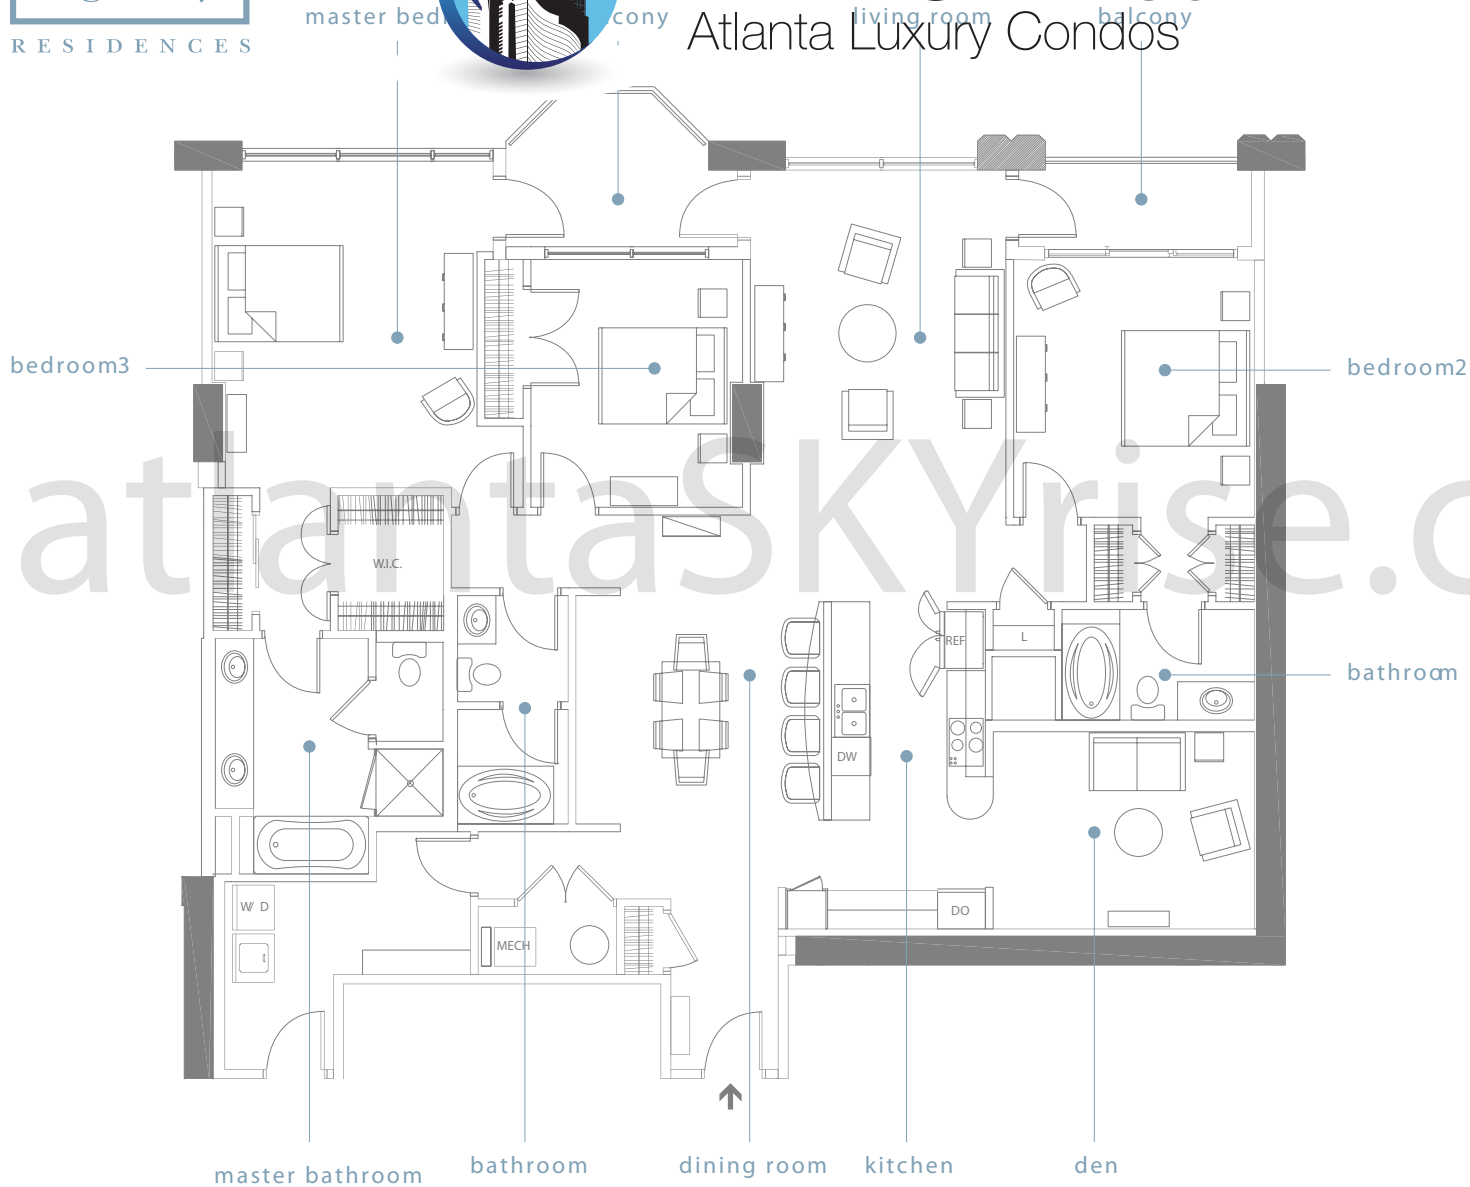 RESIDENCES
master bed
cony
living room
balcony
Atlanta Luxury Condos
bedroom3
bedroom2
atlantaSKYrise.c
W.I.C.
REF
L
bathroom
DW
W/ D
DO
MECH
master bathroom
bathroom
dining room
kitchen
den